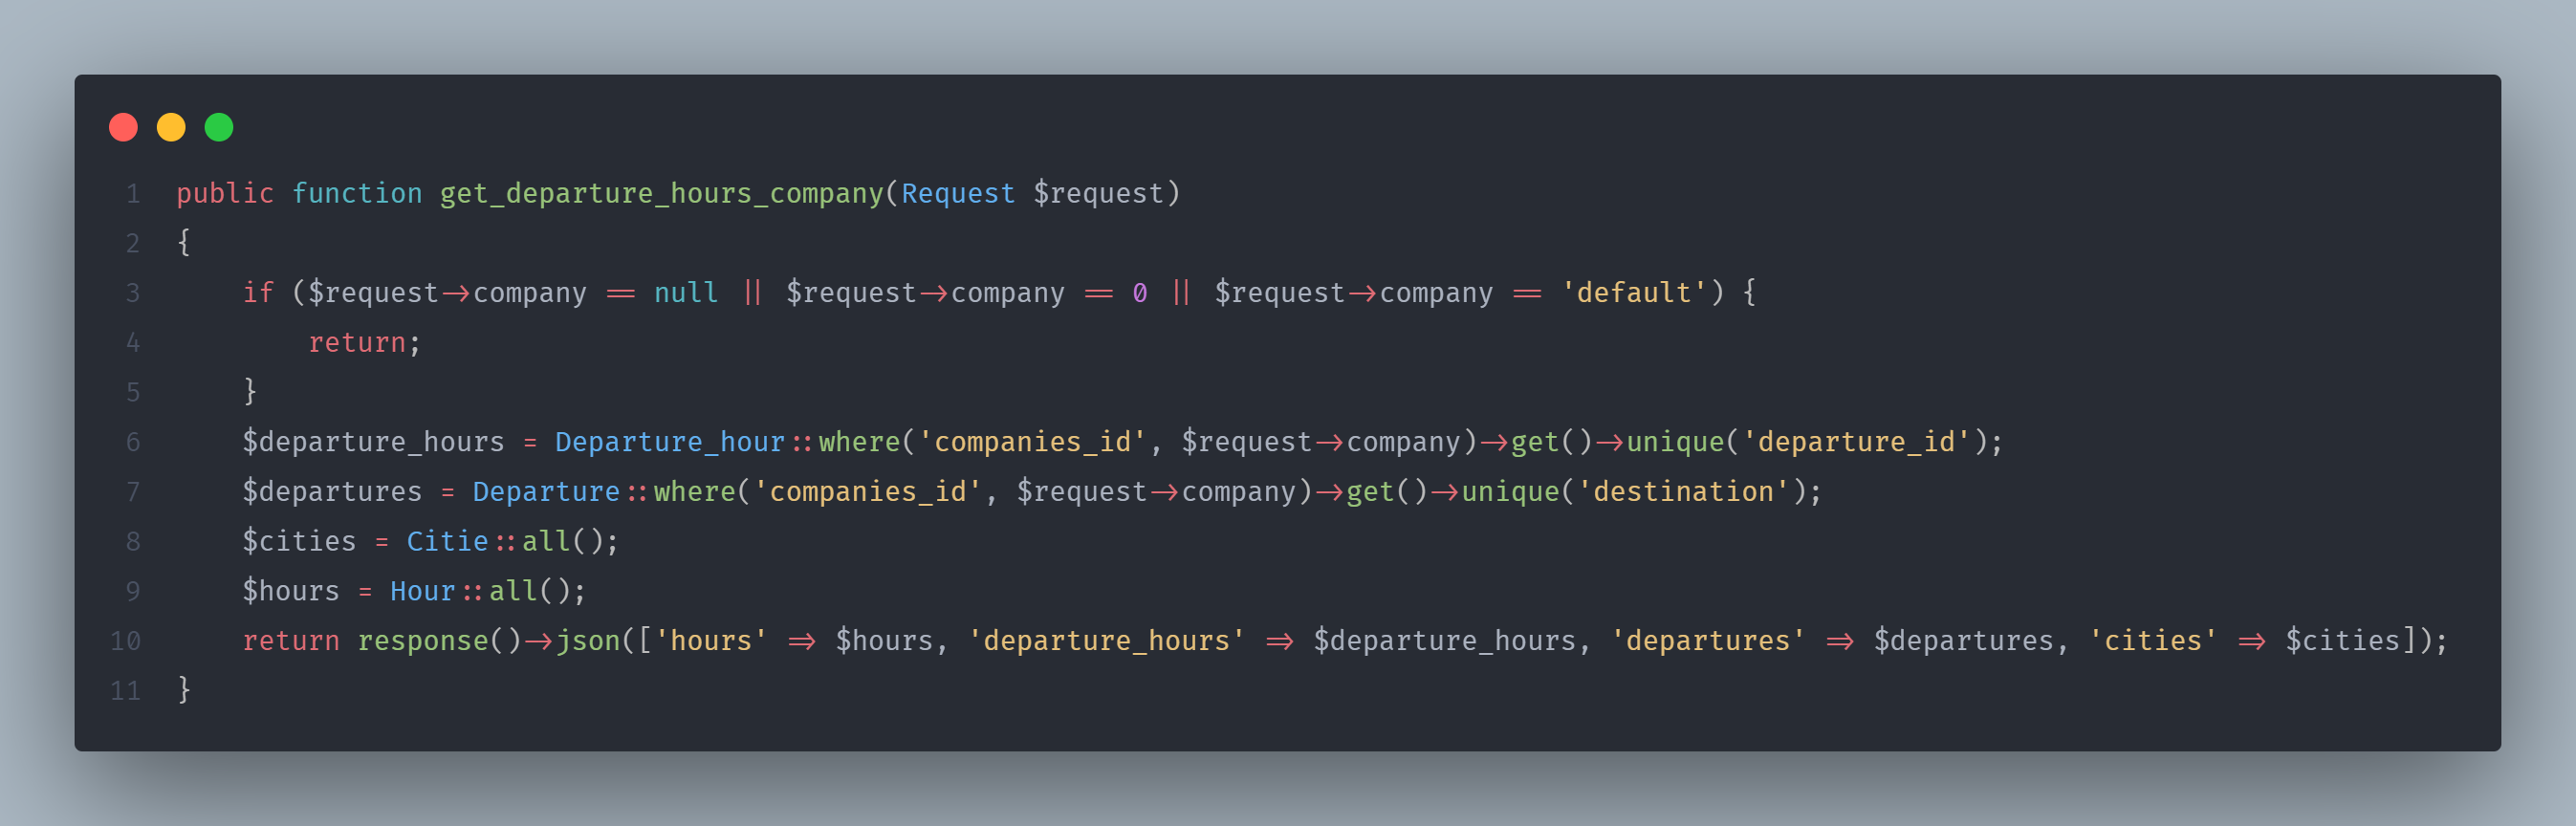 1 public function get_departure_hours_company(Request $request)
2 {
3     if ($request->company == null || $request->company == 0 || $request->company == 'default') {
4         return;
5     }
6     $departure_hours = Departure_hour::where('companies_id', $request->company)->get()->unique('departure_id');
7     $departures = Departure::where('companies_id', $request->company)->get()->unique('destination');
8     $cities = Citie::all();
9     $hours = Hour::all();
10     return response()->json(['hours' => $hours, 'departure_hours' => $departure_hours, 'departures' => $departures, 'cities' => $cities]);
11 }